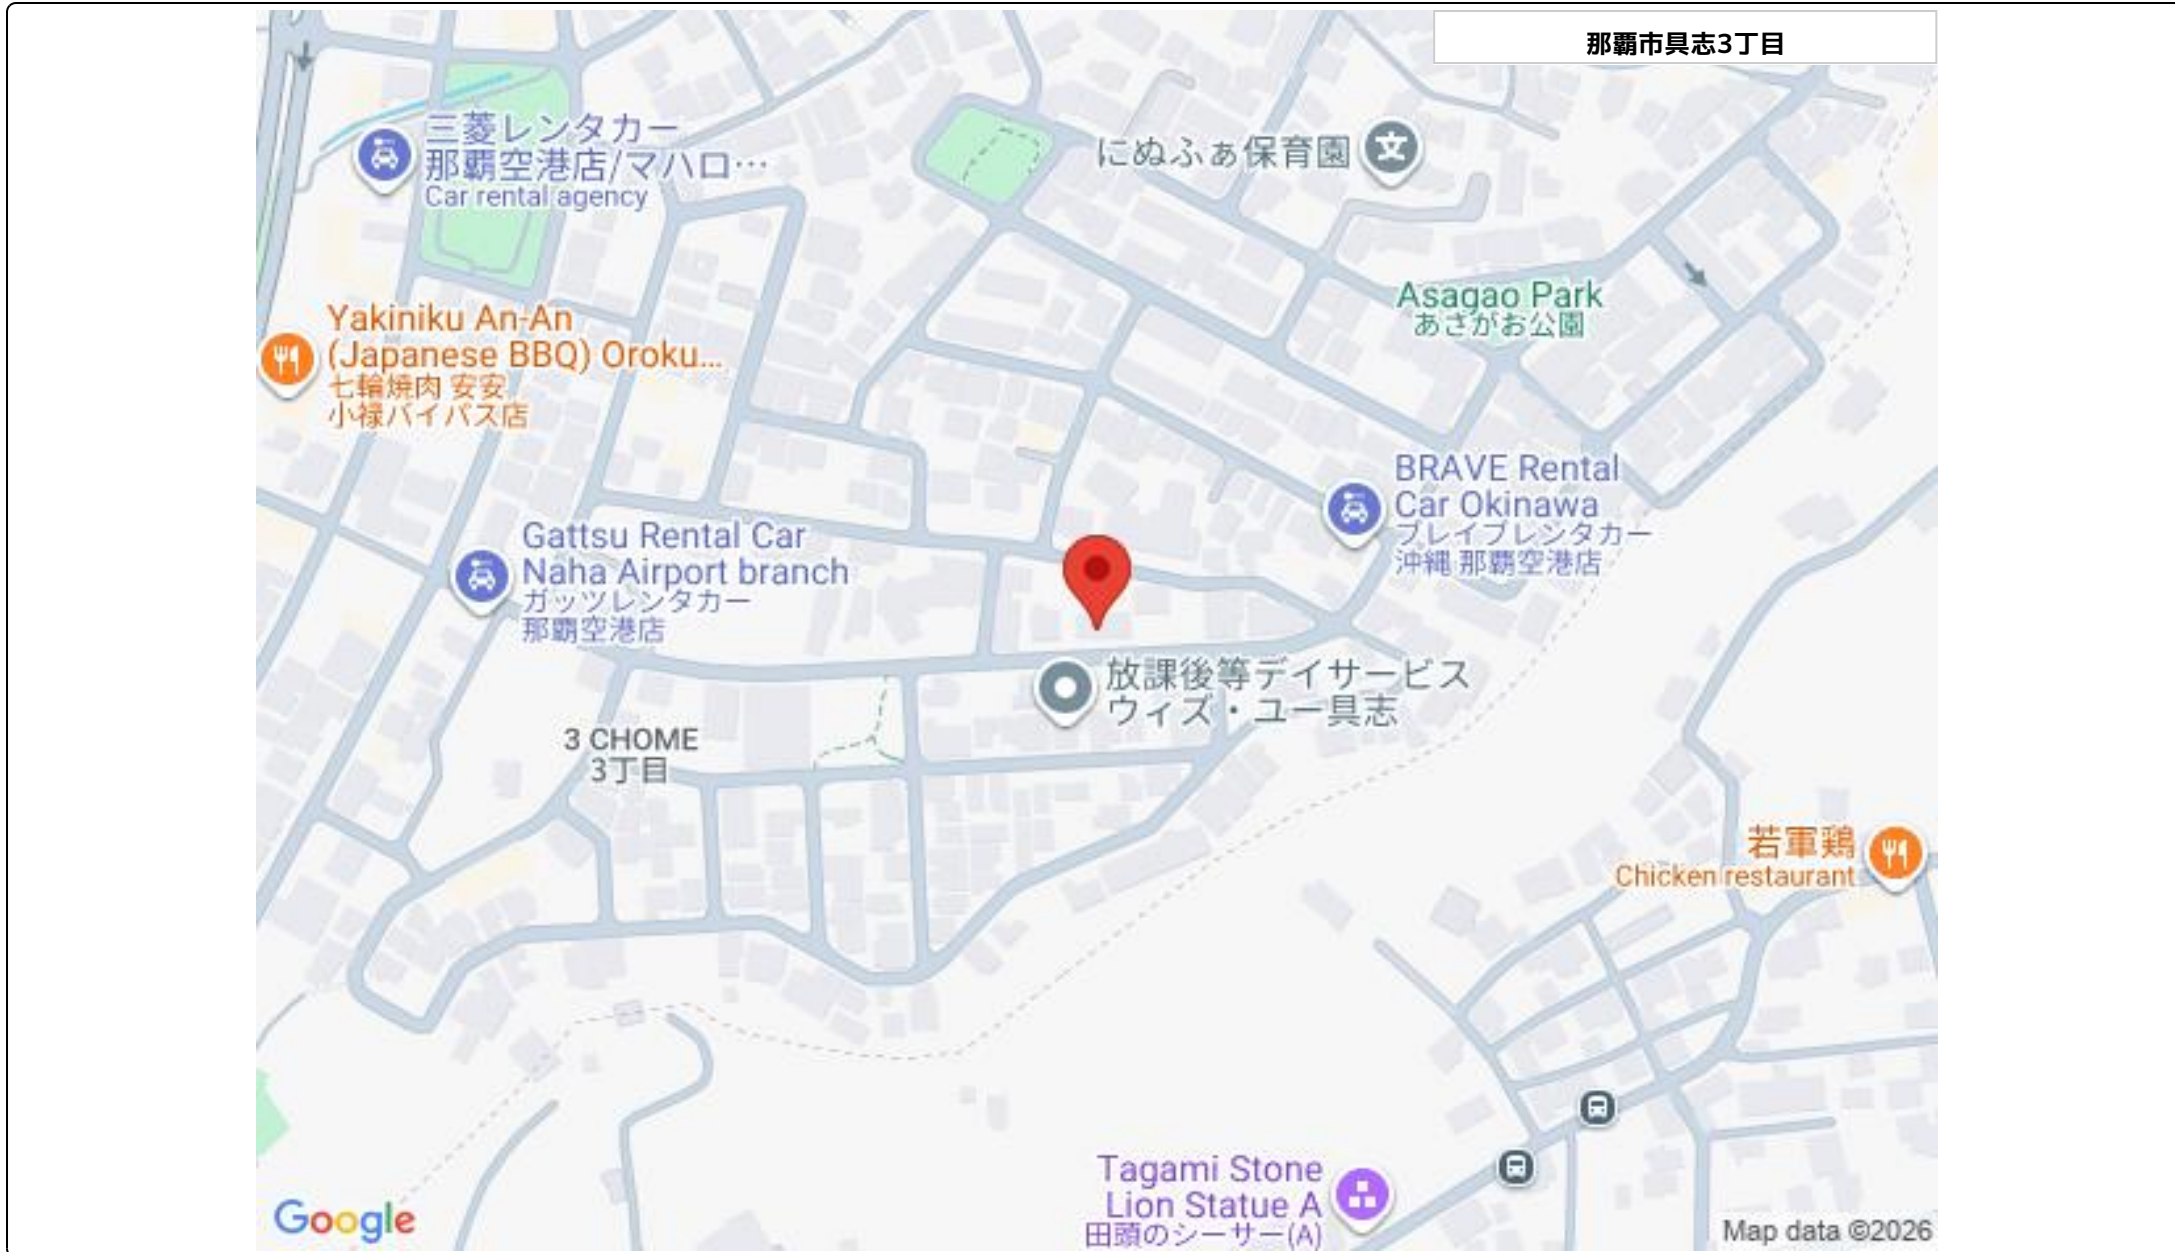 那覇市具志3丁目
三菱レンタカー
那覇空港店/マハロ…
Car rental agency
にぬふぁ保育園
Asagao Park
あさがお公園
Yakiniku An-An
(Japanese BBQ) Oroku...
七輪焼肉 安安
小禄バイパス店
BRAVE Rental
Car Okinawa
ブレイブレンタカー
沖縄 那覇空港店
Gattsu Rental Car
Naha Airport branch
ガッツレンタカー
那覇空港店
放課後等デイサービス
ウィズ・ユー具志
3 CHOME
3丁目
若軍鶏
Chicken restaurant
Tagami Stone
Lion Statue A
田頭のシーサー(A)
Google
Map data ©2026